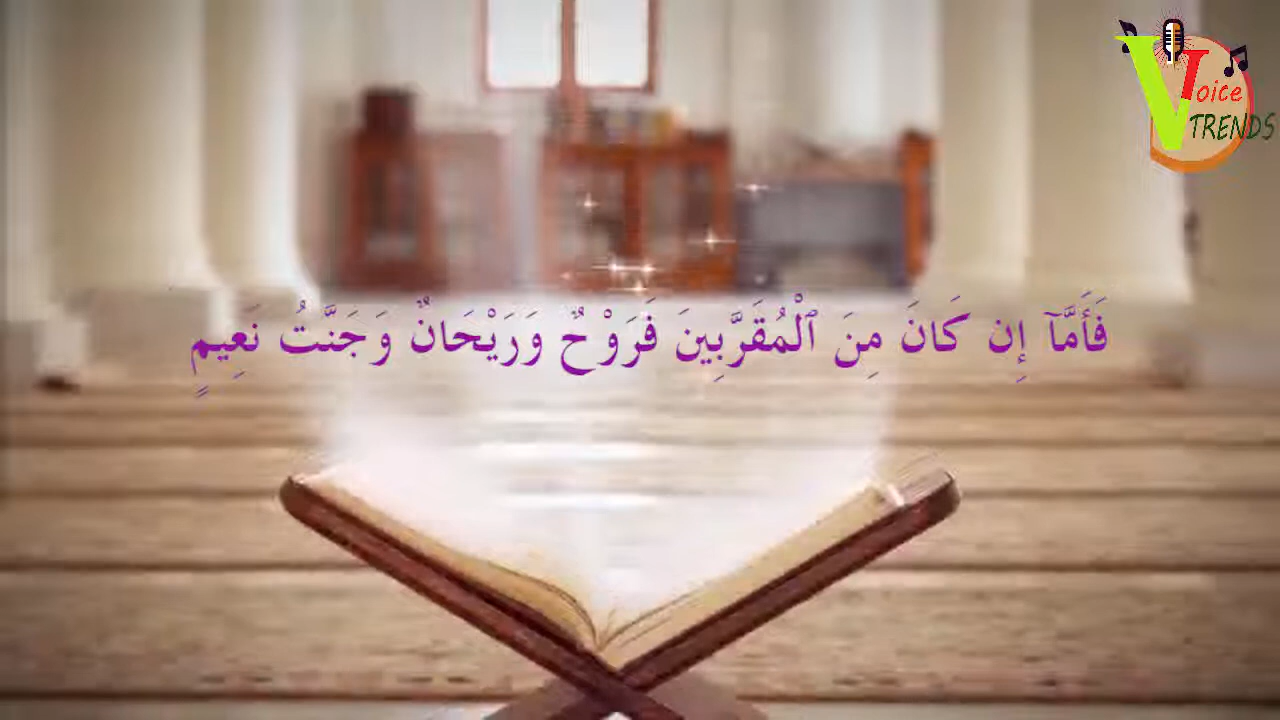 Voice
TRENDS
فَأَمَّآ إِن كَانَ مِنَ ٱلْمُقَرَّبِينَ فَرَوْحٌ وَرَيْحَانٌ وَجَنَّتُ نَعِيمٍ